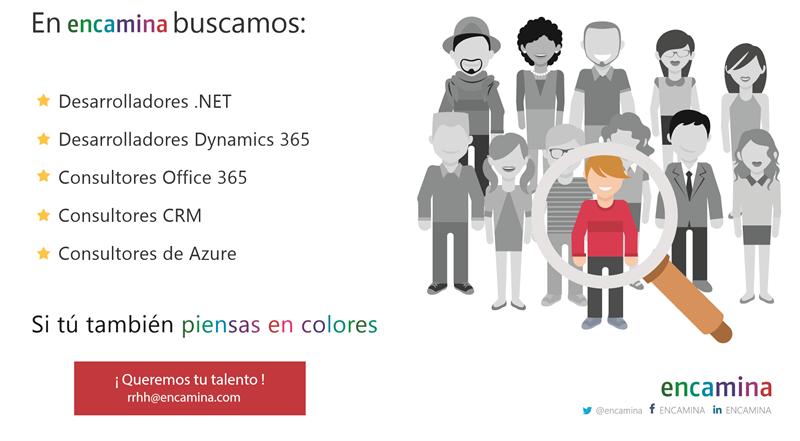 En encamina buscamos:
Desarrolladores .NET
Desarrolladores Dynamics 365
Consultores Office 365
Consultores CRM
Consultores de Azure
Si tú también piensas en colores
¡ Queremos tu talento !
rrhh@encamina.com
encamina
@encamina ENCAMINA ENCAMINA